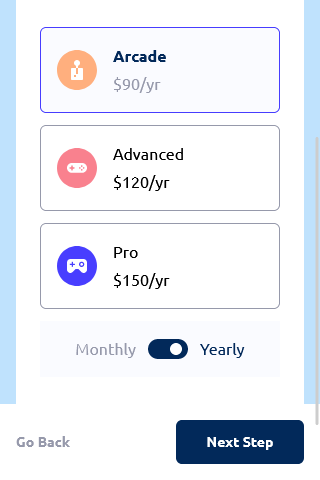 Arcade
$90/yr
Advanced
$120/yr
Pro
$150/yr
Monthly Yearly
Go Back Next Step